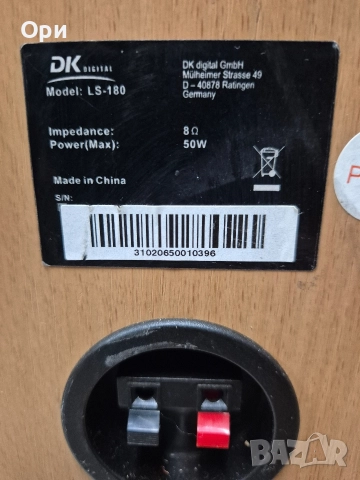 Ори
DK DIGITAL
Model: LS-180
DK digital GmbH
Mülheimer Strasse 49
D – 40878 Ratingen
Germany
Impedance: 8Ω
Power(Max): 50W
Made in China
S/N:
31020650010396
P
BAZAR
bg